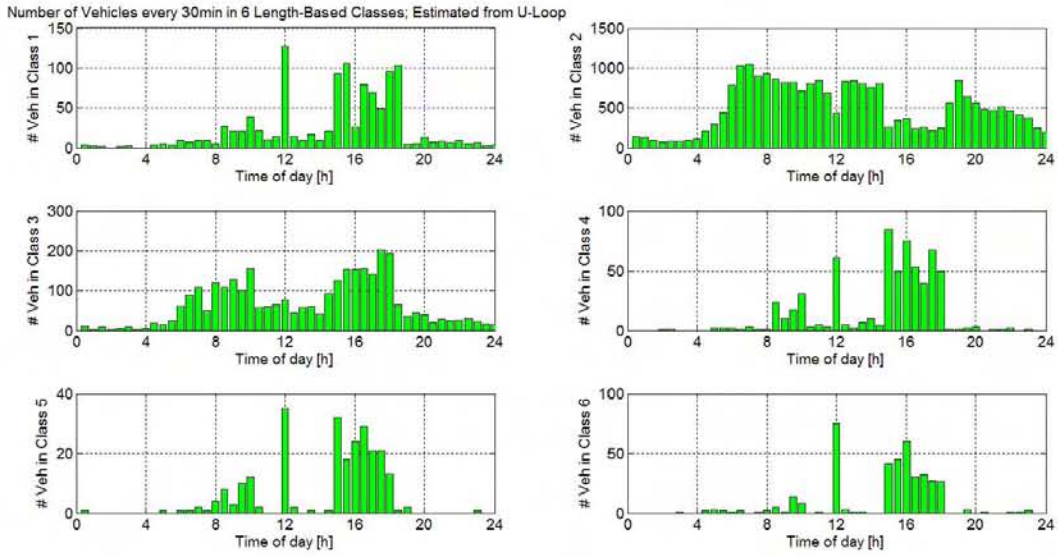 Number of Vehicles every 30min in 6 Length-Based Classes; Estimated from U-Loop
# Veh in Class 1
150
100
50
0
0 4 8 12 16 20 24
Time of day [h]
# Veh in Class 2
1500
1000
500
0
0 4 8 12 16 20 24
Time of day [h]
# Veh in Class 3
300
200
100
0
0 4 8 12 16 20 24
Time of day [h]
# Veh in Class 4
100
50
0
0 4 8 12 16 20 24
Time of day [h]
# Veh in Class 5
40
20
0
0 4 8 12 16 20 24
Time of day [h]
# Veh in Class 6
100
50
0
0 4 8 12 16 20 24
Time of day [h]